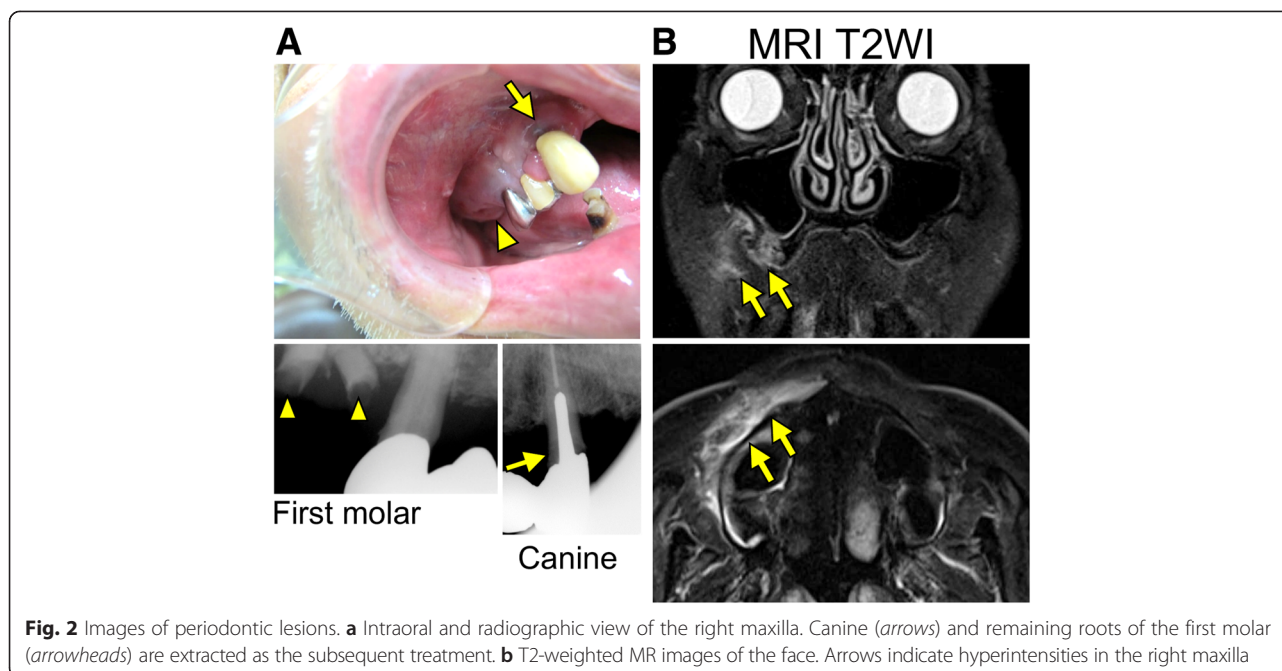 A
B
MRI T2WI
First molar
Canine
Fig. 2 Images of periodontic lesions. a Intraoral and radiographic view of the right maxilla. Canine (arrows) and remaining roots of the first molar
(arrowheads) are extracted as the subsequent treatment. b T2-weighted MR images of the face. Arrows indicate hyperintensities in the right maxilla